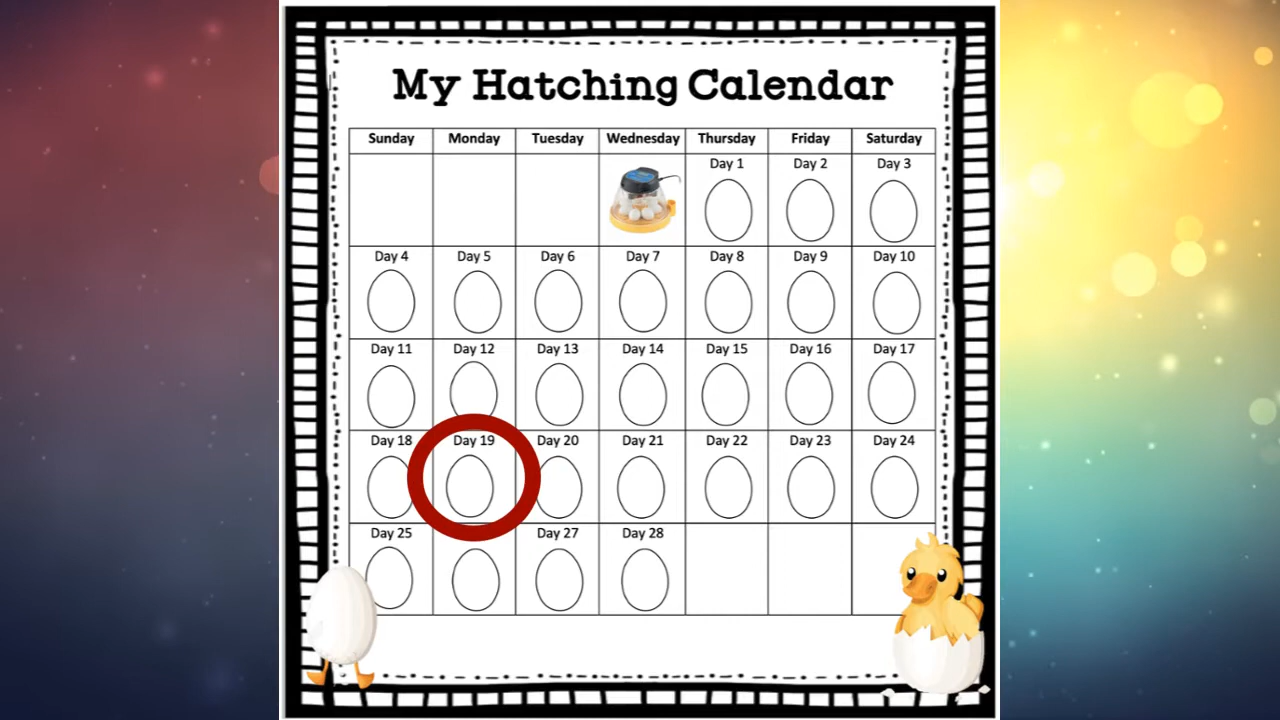 My Hatching Calendar
Sunday Monday Tuesday Wednesday Thursday Friday Saturday
Day 1 Day 2 Day 3
Day 4 Day 5 Day 6 Day 7 Day 8 Day 9 Day 10
Day 11 Day 12 Day 13 Day 14 Day 15 Day 16 Day 17
Day 18 Day 19 Day 20 Day 21 Day 22 Day 23 Day 24
Day 25 Day 27 Day 28